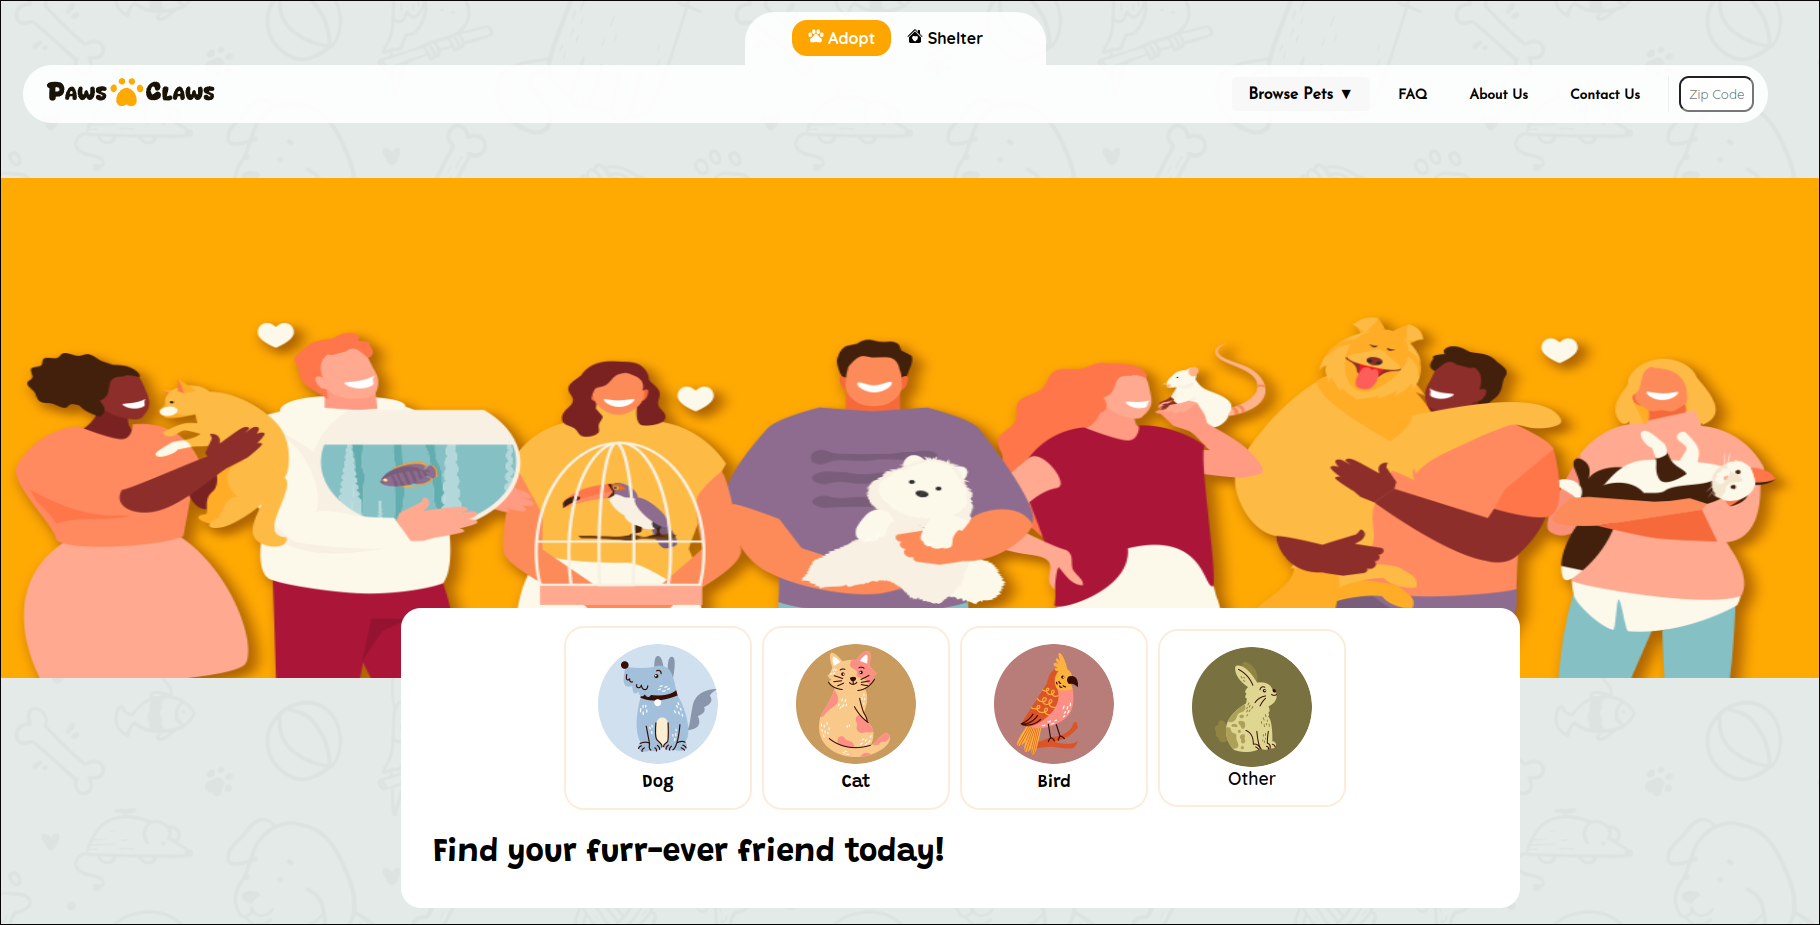 Adopt
Shelter
PAWS CLAWS
Browse Pets ▼
FAQ
About Us
Contact Us
Zip Code
Dog
Cat
Bird
Other
Find your furr-ever friend today!